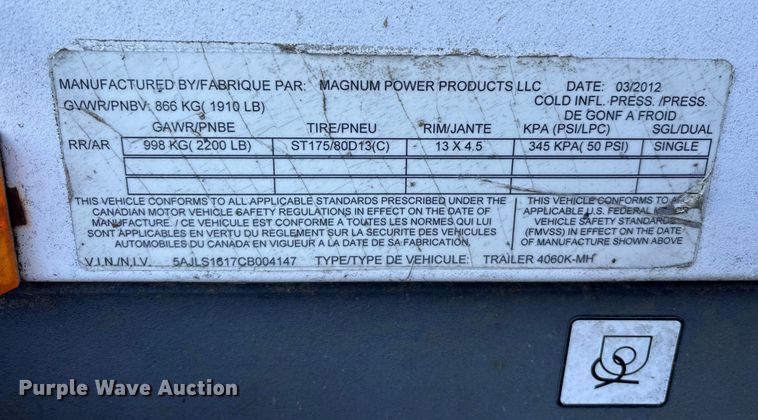 MANUFACTURED BY/FABRIQUE PAR: MAGNUM POWER PRODUCTS LLC DATE: 03/2012
GVWR/PNBV: 866 KG( 1910 LB) COLD INFL. PRESS. /PRESS.
DE GONF A FROID
GAWR/PNBE TIRE/PNEU RIM/JANTE KPA (PSI/LPC) SGL/DUAL
RR/AR 998 KG( 2200 LB) ST175/80D13(C) 13 X 4.5 345 KPA( 50 PSI) SINGLE
THIS VEHICLE CONFORMS TO ALL APPLICABLE STANDARDS PRESCRIBED UNDER THE
CANADIAN MOTOR VEHICLE SAFETY REGULATIONS IN EFFECT ON THE DATE OF
MANUFACTURE. / CE VEHICULE EST CONFORME A TOUTES LES NORMES QUI LUI
SONT APPLICABLES EN VERTU DU REGLEMENT SUR LA SECURITE DES VEHICULES
AUTOMOBILES DU CANADA EN VIGUEUR A LA DATE DE SA FABRICATION.
THIS VEHICLE CONFORMS TO
APPLICABLE U.S. FEDERAL
VEHICLE SAFETY STANDARDS
(FMVSS) IN EFFECT ON THE DATE
OF MANUFACTURE SHOWN ABOVE
V.I.N./N.I.V. 5AJLS1617CB004147 TYPE/TYPE DE VEHICULE: TRAILER 4060K-MH
Purple Wave Auction